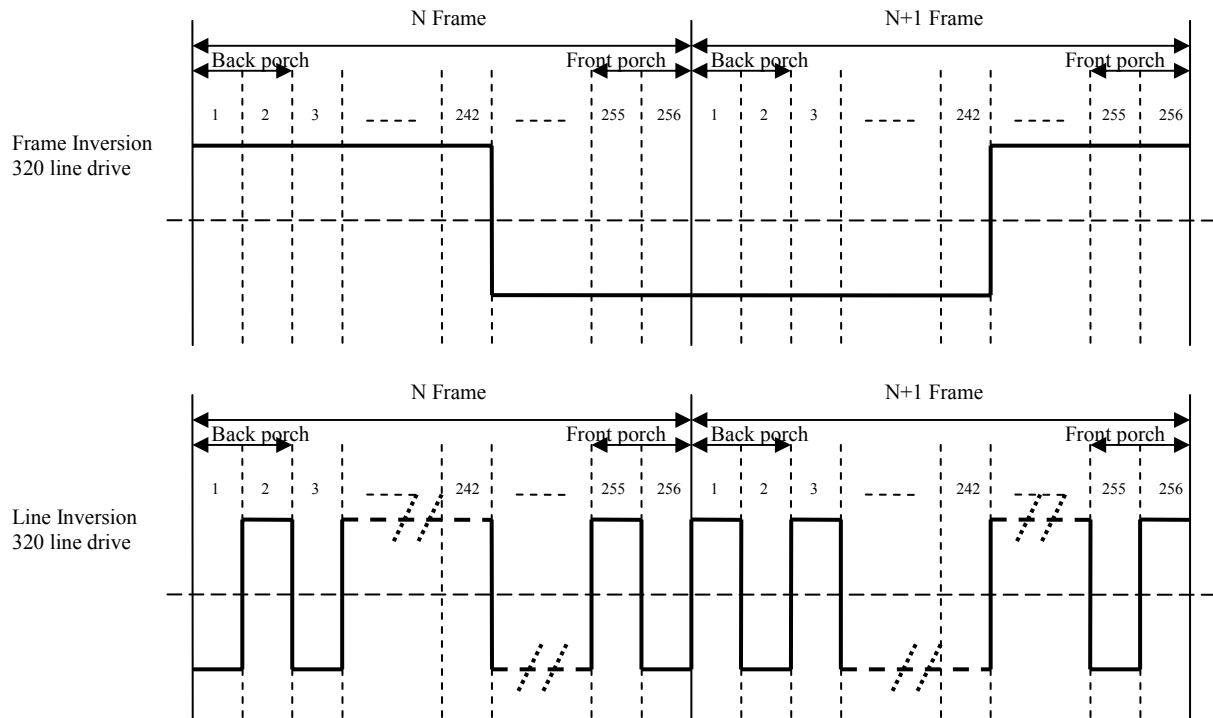 N Frame N+1 Frame
Back porch Front porch Back porch Front porch
1 2 3 242 255 256 1 2 3 242 255 256
Frame Inversion
320 line drive
N Frame N+1 Frame
Back porch Front porch Back porch Front porch
1 2 3 242 255 256 1 2 3 242 255 256
Line Inversion
320 line drive